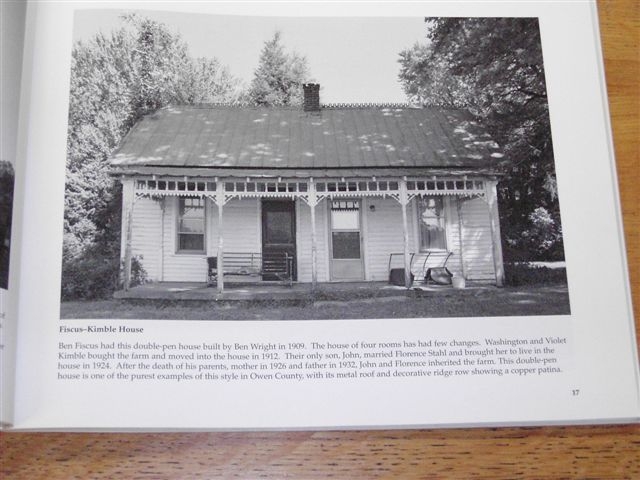 Fiscus–Kimble House
Ben Fiscus had this double-pen house built by Ben Wright in 1909. The house of four rooms has had few changes. Washington and Violet
Kimble bought the farm and moved into the house in 1912. Their only son, John, married Florence Stahl and brought her to live in the
house in 1924. After the death of his parents, mother in 1926 and father in 1932, John and Florence inherited the farm. This double-pen
house is one of the purest examples of this style in Owen County, with its metal roof and decorative ridge row showing a copper patina.
17